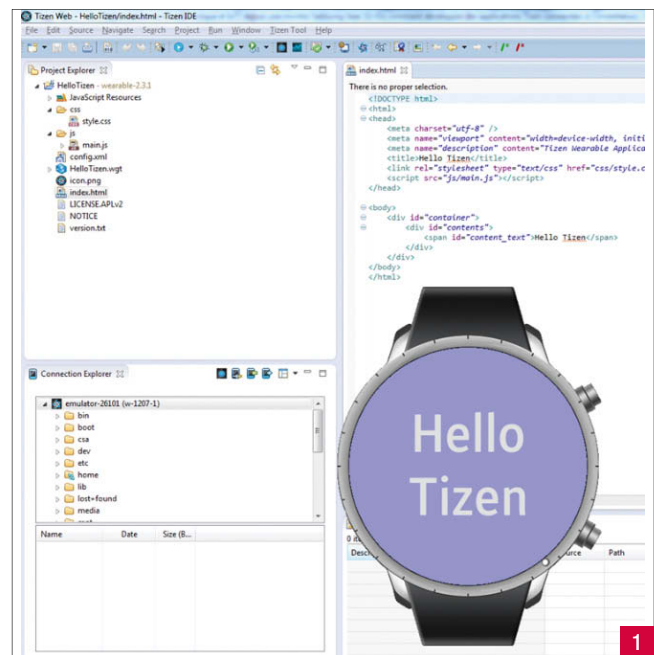 Tizen Web - HelloTizen/index.html - Tizen IDE
File Edit Source Navigate Search Project Run Window Tizen Tool Help
Project Explorer
HelloTizen - wearable-2.3.1
JavaScript Resources
css
style.css
js
main.js
config.xml
HelloTizen.wgt
icon.png
index.html
LICENSE.APLv2
NOTICE
version.txt
index.html
There is no proper selection.
<!DOCTYPE html>
<html>
<head>
<meta charset="utf-8" />
<meta name="viewport" content="width=device-width, initi
<meta name="description" content="Tizen Wearable Applica
<title>Hello Tizen</title>
<link rel="stylesheet" type="text/css" href="css/style.c
<script src="js/main.js"></script>
</head>
<body>
<div id="container">
<div id="contents">
<span id="content_text">Hello Tizen</span>
</div>
</div>
</body>
</html>
Connection Explorer
emulator-26101 (w-1207-1)
bin
boot
csa
dev
etc
home
lib
lost+found
media
Name Date Size (B...
Hello
Tizen
0 it
Descr
urce Path
1